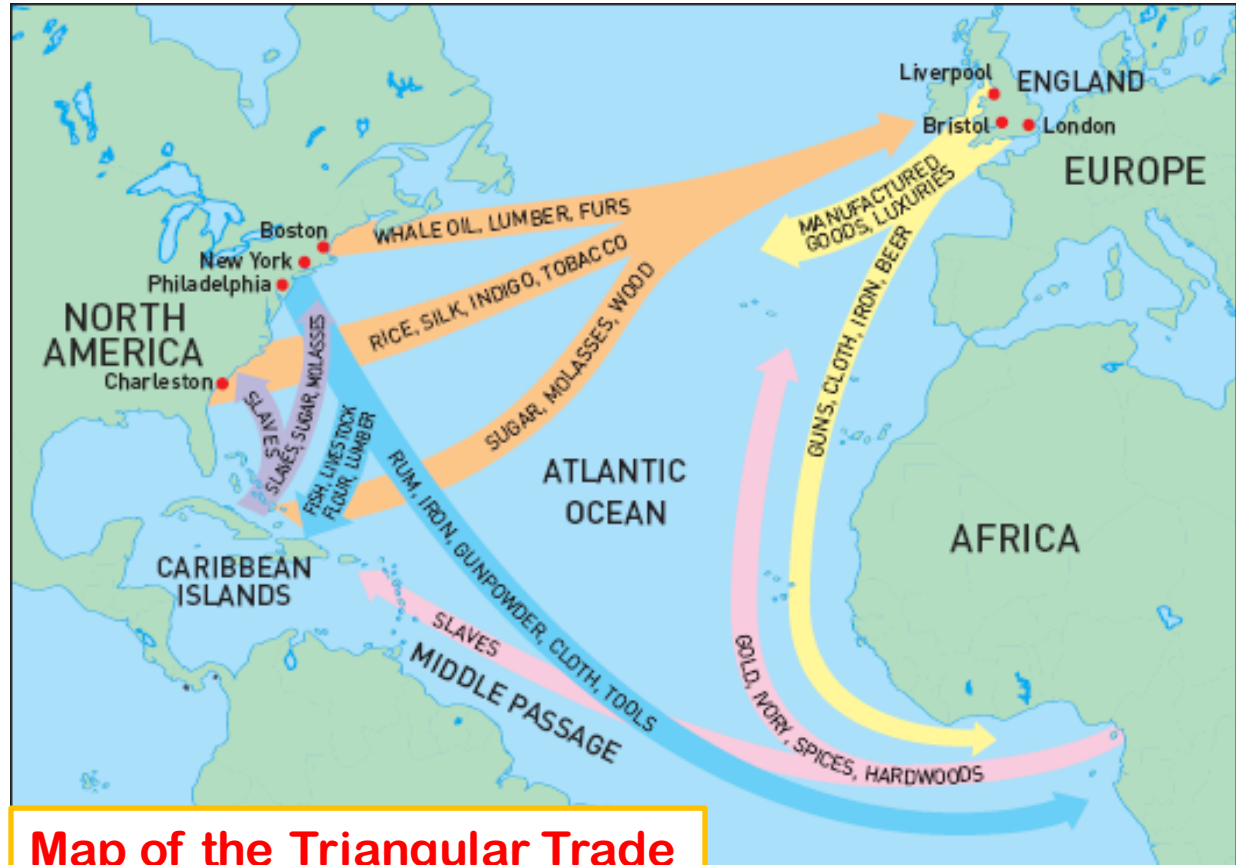 Liverpool
ENGLAND
Bristol
London
EUROPE
MANUFACTURED
GOODS, LUXURIES
WHALE OIL, LUMBER, FURS
Boston
New York
Philadelphia
RICE, SILK, INDIGO, TOBACCO
GUNS, CLOTH, IRON, BEER
NORTH
AMERICA
SUGAR, MOLASSES, WOOD
Charleston
SLAVES
SLAVES, SUGAR, MOLASSES
FISH, LIVESTOCK
FLOUR, LUMBER
RUM, IRON, GUNPOWDER, CLOTH, TOOLS
ATLANTIC
OCEAN
AFRICA
CARIBBEAN
ISLANDS
SLAVES
MIDDLE PASSAGE
GOLD, IVORY, SPICES, HARDWOODS
Map of the Triangular Trade